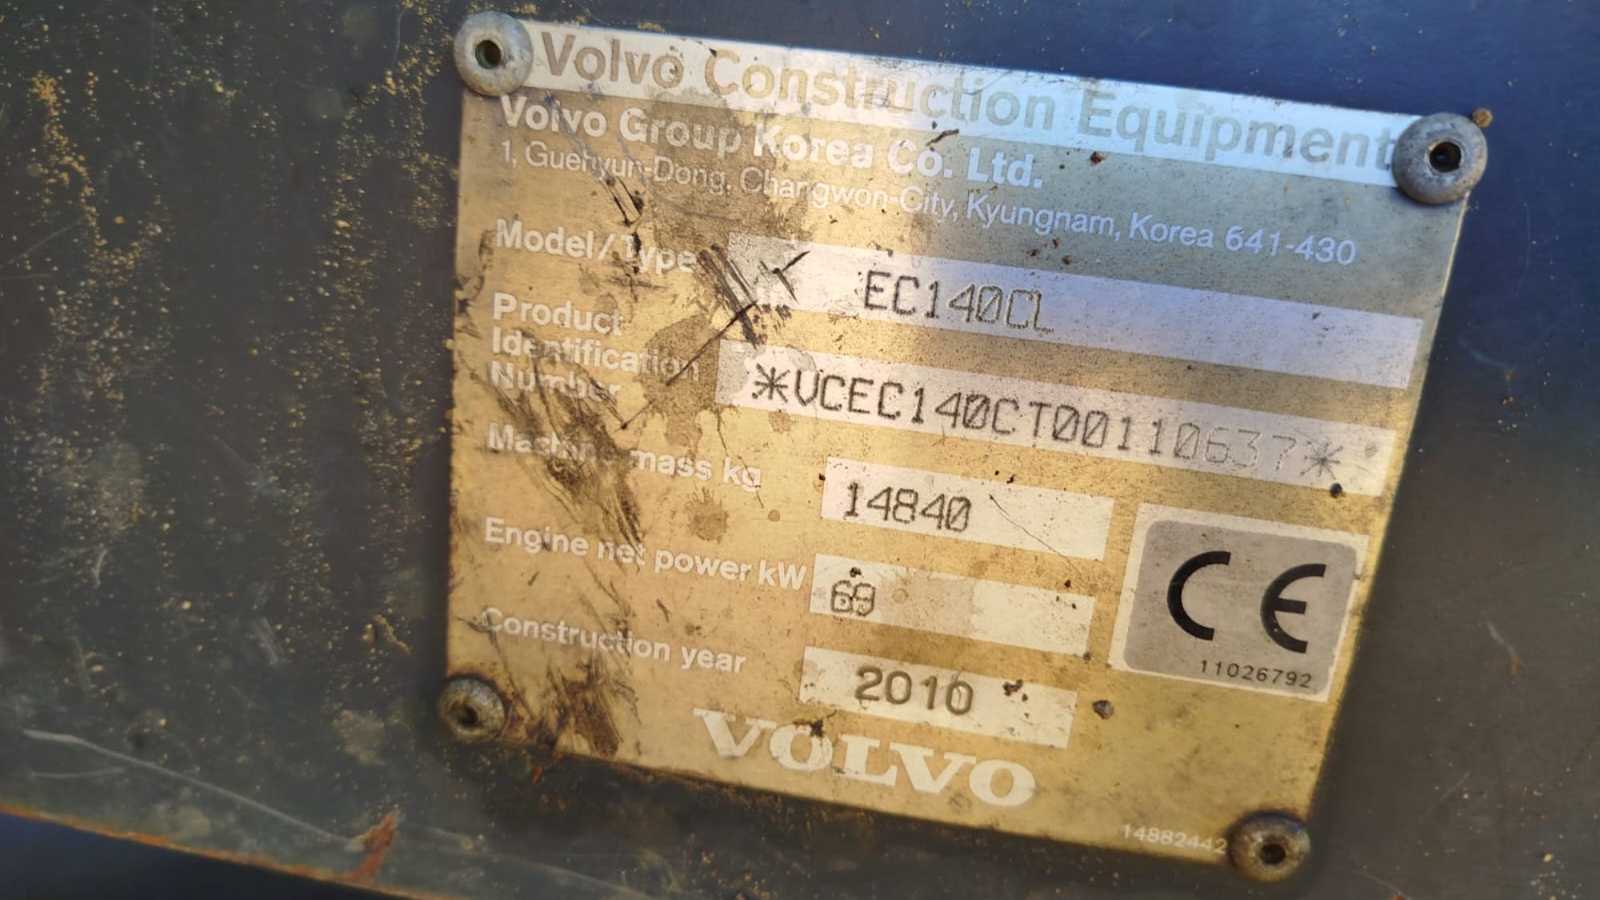 Volvo Construction Equipment
Volvo Group Korea Co. Ltd.
1, Guehyun-Dong, Changwon-City, Kyungnam, Korea 641-430
Model/Type EC140CL
Product
Identification
Number *VCEC140CT00110637*
Machine mass kg 14840
Engine net power kW 69
Construction year 2010
CE
11026792
VOLVO
14882442